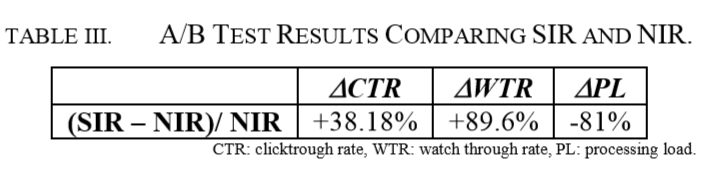 TABLE III. A/B TEST RESULTS COMPARING SIR AND NIR.
ΔCTR ΔWTR ΔPL
(SIR – NIR)/ NIR +38.18% +89.6% -81%
CTR: clicktrough rate, WTR: watch through rate, PL: processing load.